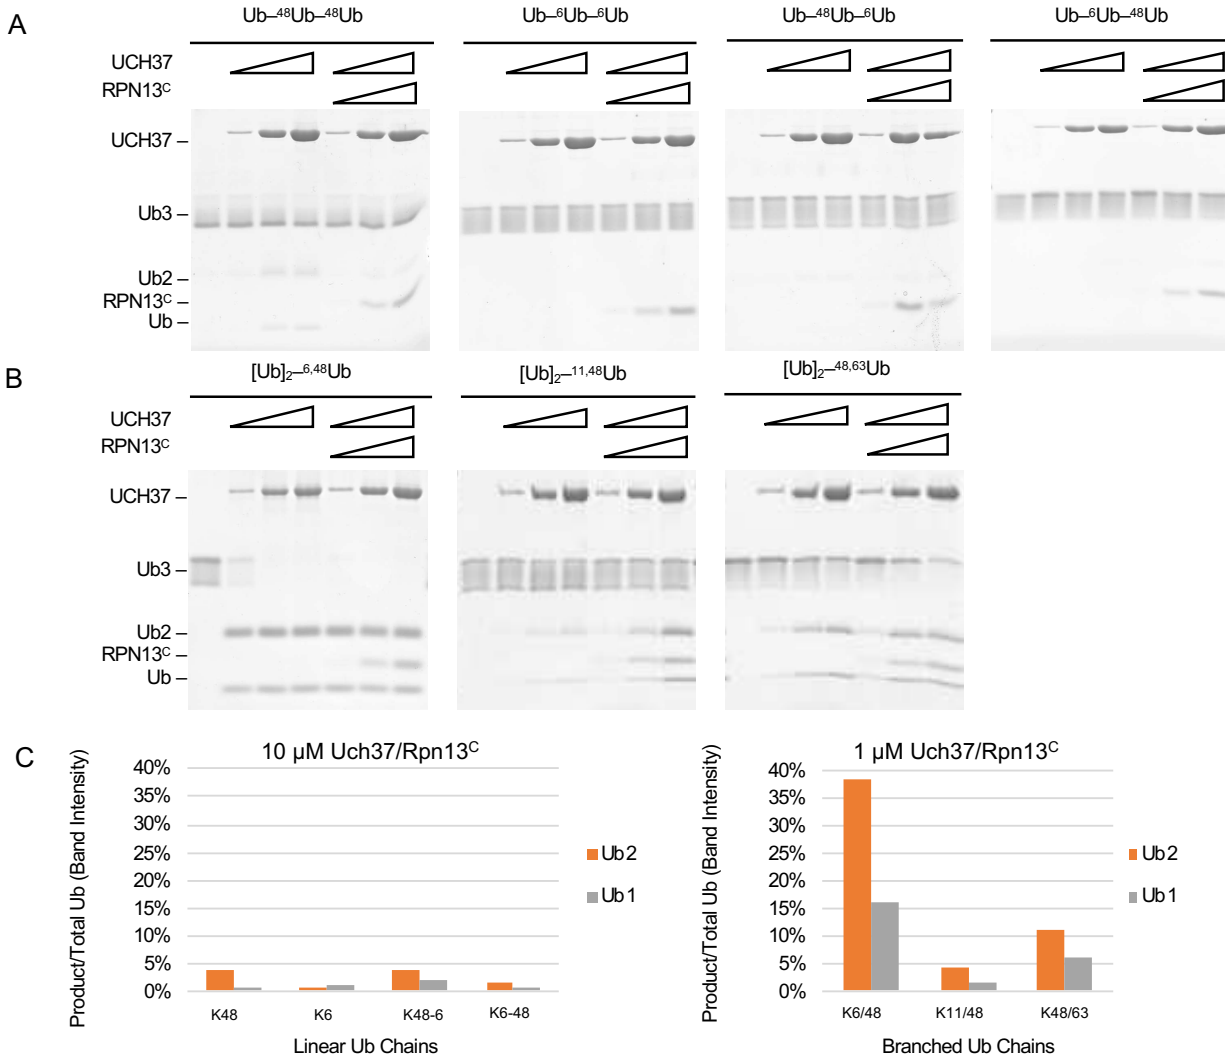 A
Ub–⁴⁸Ub–⁴⁸Ub
Ub–⁶Ub–⁶Ub
Ub–⁴⁸Ub–⁶Ub
Ub–⁶Ub–⁴⁸Ub
UCH37
RPN13ᶜ
UCH37
Ub3
Ub2
RPN13ᶜ
Ub
B
[Ub]₂–⁶,⁴⁸Ub
[Ub]₂–¹¹,⁴⁸Ub
[Ub]₂–⁴⁸,⁶³Ub
UCH37
RPN13ᶜ
UCH37
Ub3
Ub2
RPN13ᶜ
Ub
C
10 µM Uch37/Rpn13ᶜ
Product/Total Ub (Band Intensity)
40%
35%
30%
25%
20%
15%
10%
5%
0%
K48
K6
K48-6
K6-48
Linear Ub Chains
Ub2
Ub1
1 µM Uch37/Rpn13ᶜ
Product/Total Ub (Band Intensity)
40%
35%
30%
25%
20%
15%
10%
5%
0%
K6/48
K11/48
K48/63
Branched Ub Chains
Ub2
Ub1